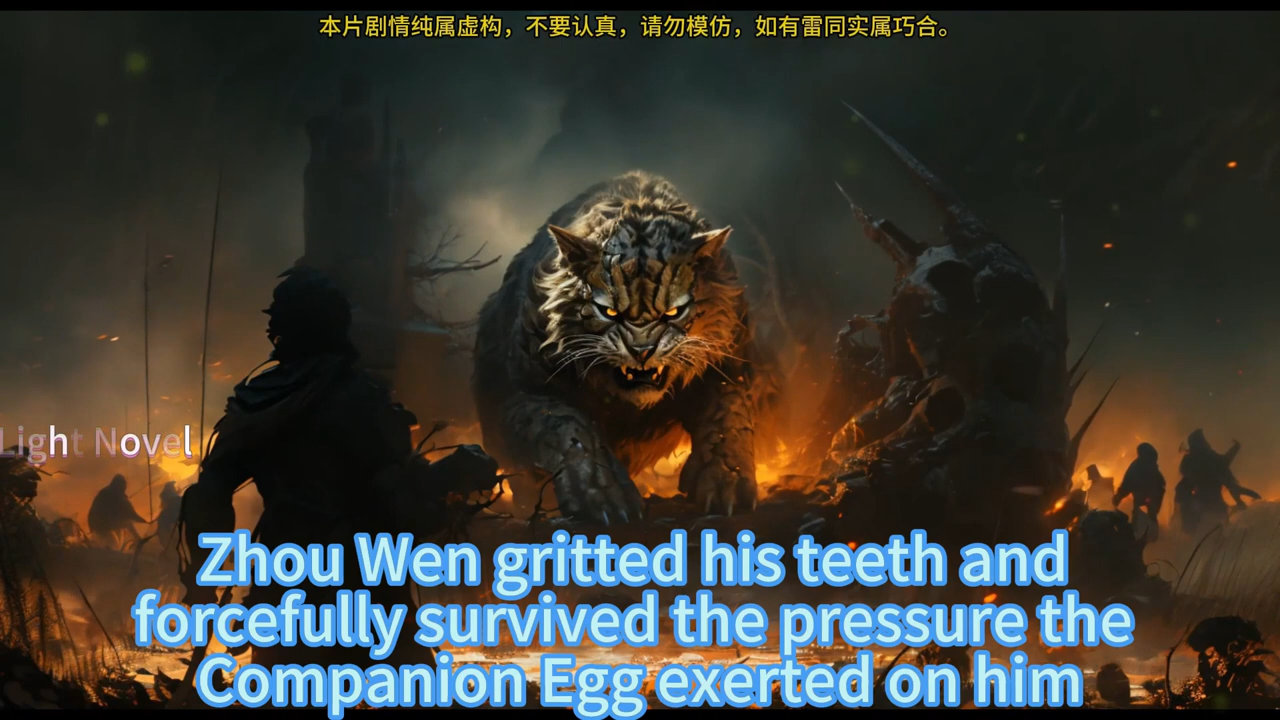 本片剧情纯属虚构，不要认真，请勿模仿，如有雷同实属巧合。
Light Novel
Zhou Wen gritted his teeth and
forcefully survived the pressure the
Companion Egg exerted on him